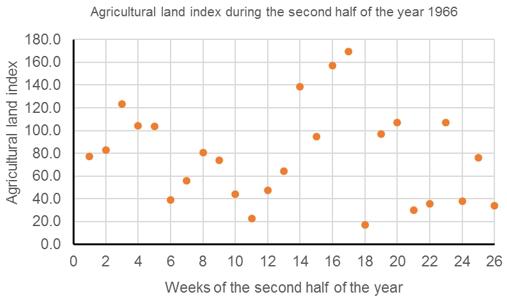 Agricultural land index during the second half of the year 1966
Agricultural land index
180.0
160.0
140.0
120.0
100.0
80.0
60.0
40.0
20.0
0.0
0 2 4 6 8 10 12 14 16 18 20 22 24 26
Weeks of the second half of the year